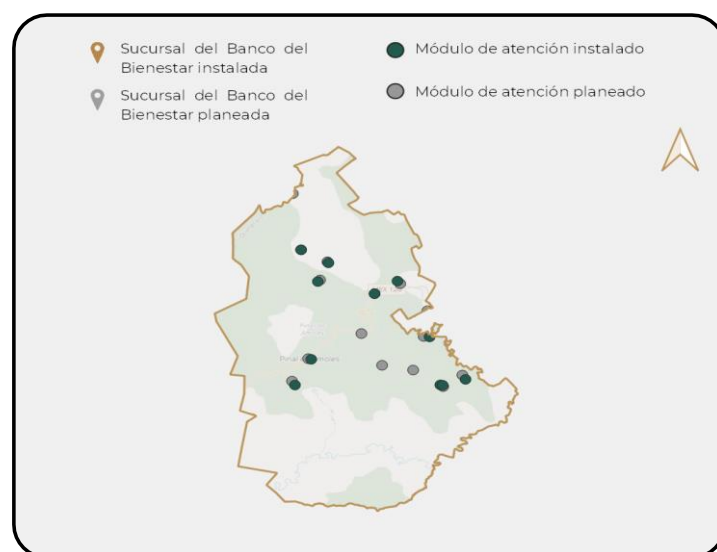 Sucursal del Banco del
Bienestar instalada
Sucursal del Banco del
Bienestar planeada
Módulo de atención instalado
Módulo de atención planeado